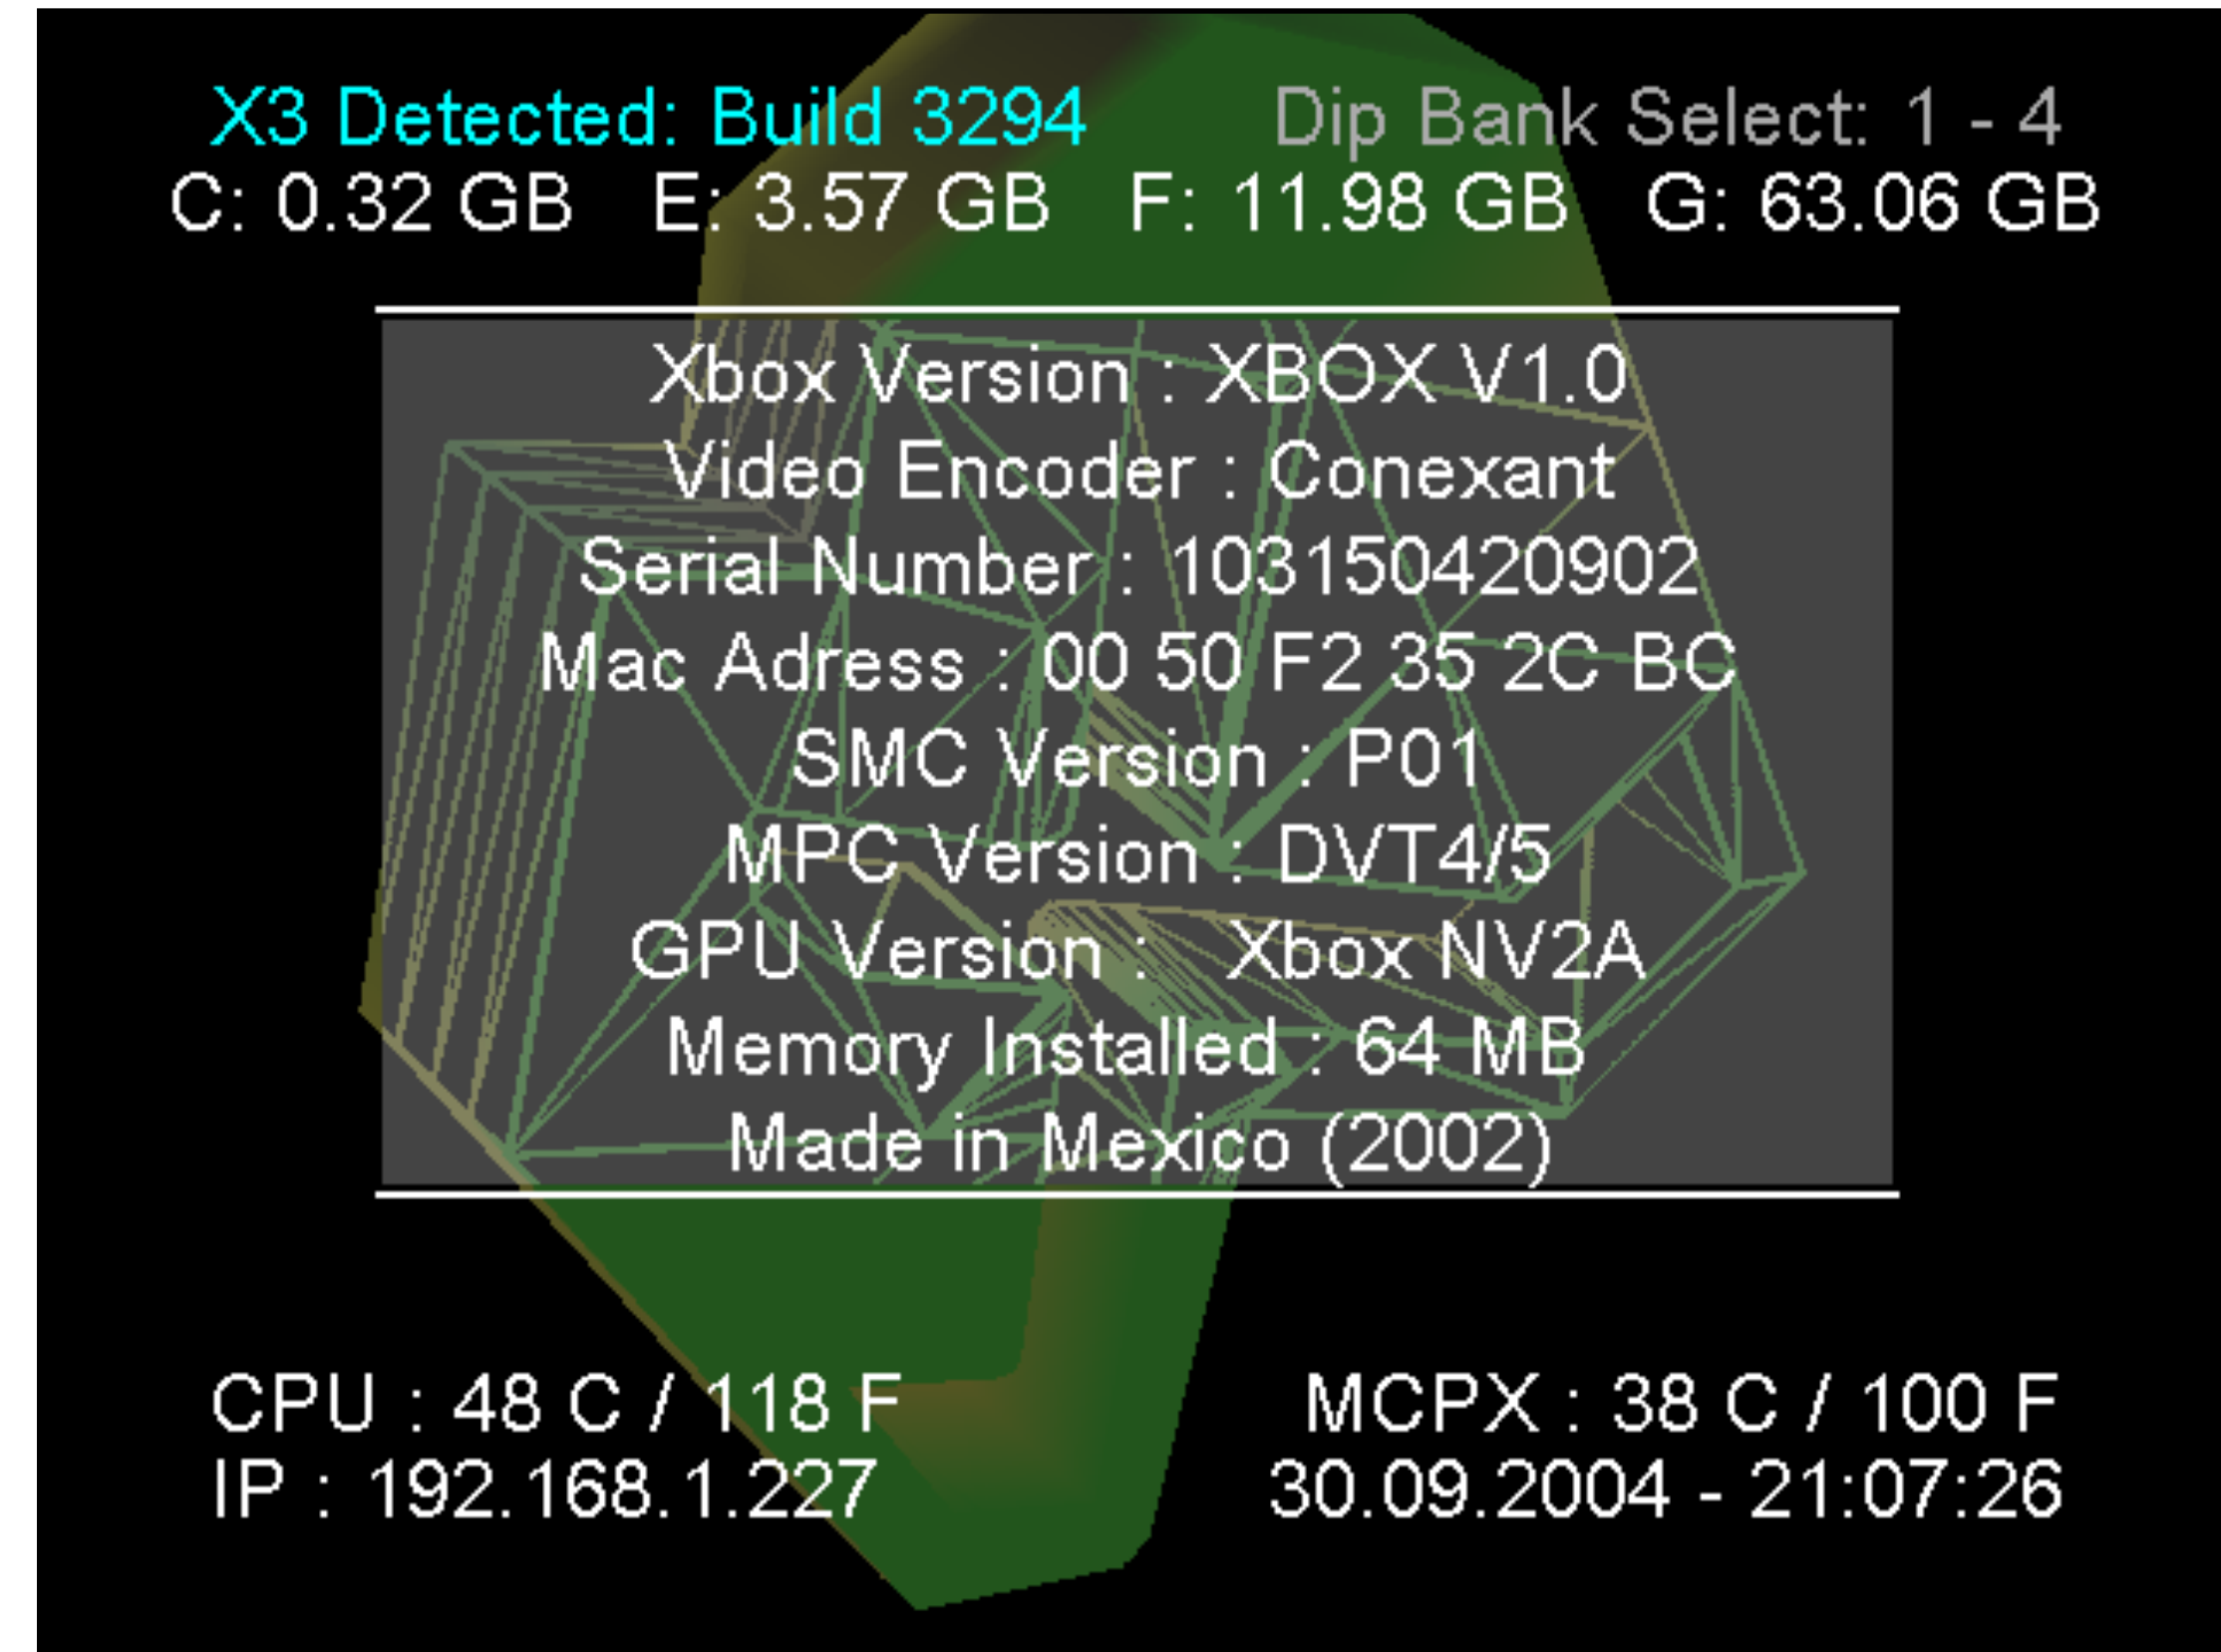 X3 Detected: Build 3294 Dip Bank Select: 1 - 4
C: 0.32 GB E: 3.57 GB F: 11.98 GB G: 63.06 GB
Xbox Version : XBOX V1.0
Video Encoder : Conexant
Serial Number : 103150420902
Mac Adress : 00 50 F2 35 2C BC
SMC Version : P01
MPC Version : DVT4/5
GPU Version : Xbox NV2A
Memory Installed : 64 MB
Made in Mexico (2002)
CPU : 48 C / 118 F MCPX : 38 C / 100 F
IP : 192.168.1.227 30.09.2004 - 21:07:26